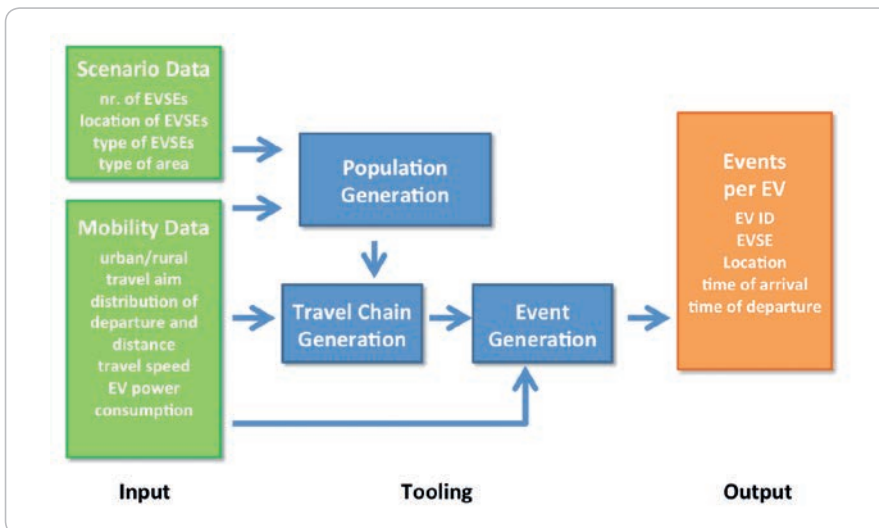 Scenario Data
nr. of EVSEs
location of EVSEs
type of EVSEs
type of area
Mobility Data
urban/rural
travel aim
distribution of
departure and
distance
travel speed
EV power
consumption
Population
Generation
Travel Chain
Generation
Event
Generation
Events
per EV
EV ID
EVSE
Location
time of arrival
time of departure
Input
Tooling
Output